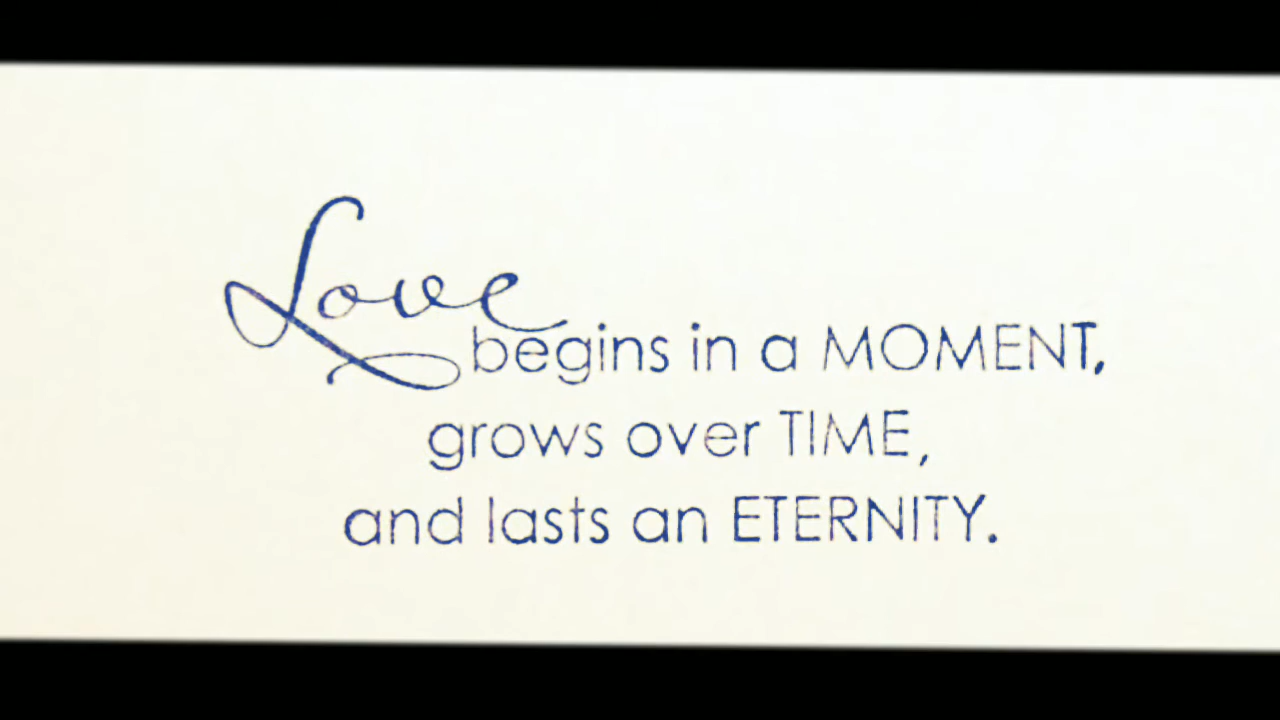 Love
begins in a MOMENT,
grows over TIME,
and lasts an ETERNITY.